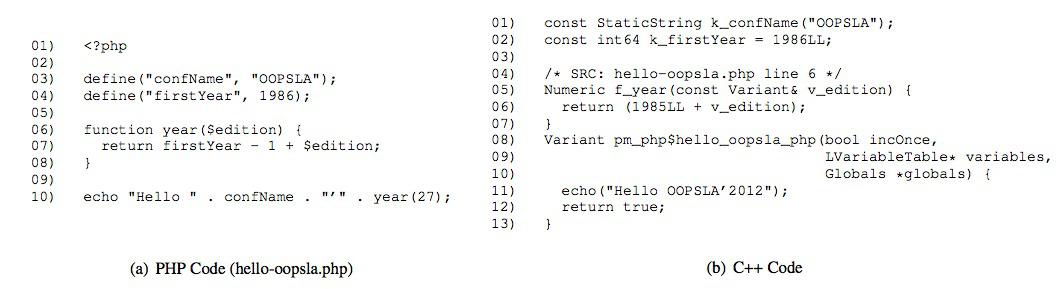 01) <?php
02)
03) define("confName", "OOPSLA");
04) define("firstYear", 1986);
05)
06) function year($edition) {
07)   return firstYear - 1 + $edition;
08) }
09)
10) echo "Hello " . confName . "'" . year(27);
(a) PHP Code (hello-oopsla.php)
01) const StaticString k_confName("OOPSLA");
02) const int64 k_firstYear = 1986LL;
03)
04) /* SRC: hello-oopsla.php line 6 */
05) Numeric f_year(const Variant& v_edition) {
06)   return (1985LL + v_edition);
07) }
08) Variant pm_php$hello_oopsla_php(bool incOnce,
09)                                 LVariableTable* variables,
10)                                 Globals *globals) {
11)   echo("Hello OOPSLA'2012");
12)   return true;
13) }
(b) C++ Code